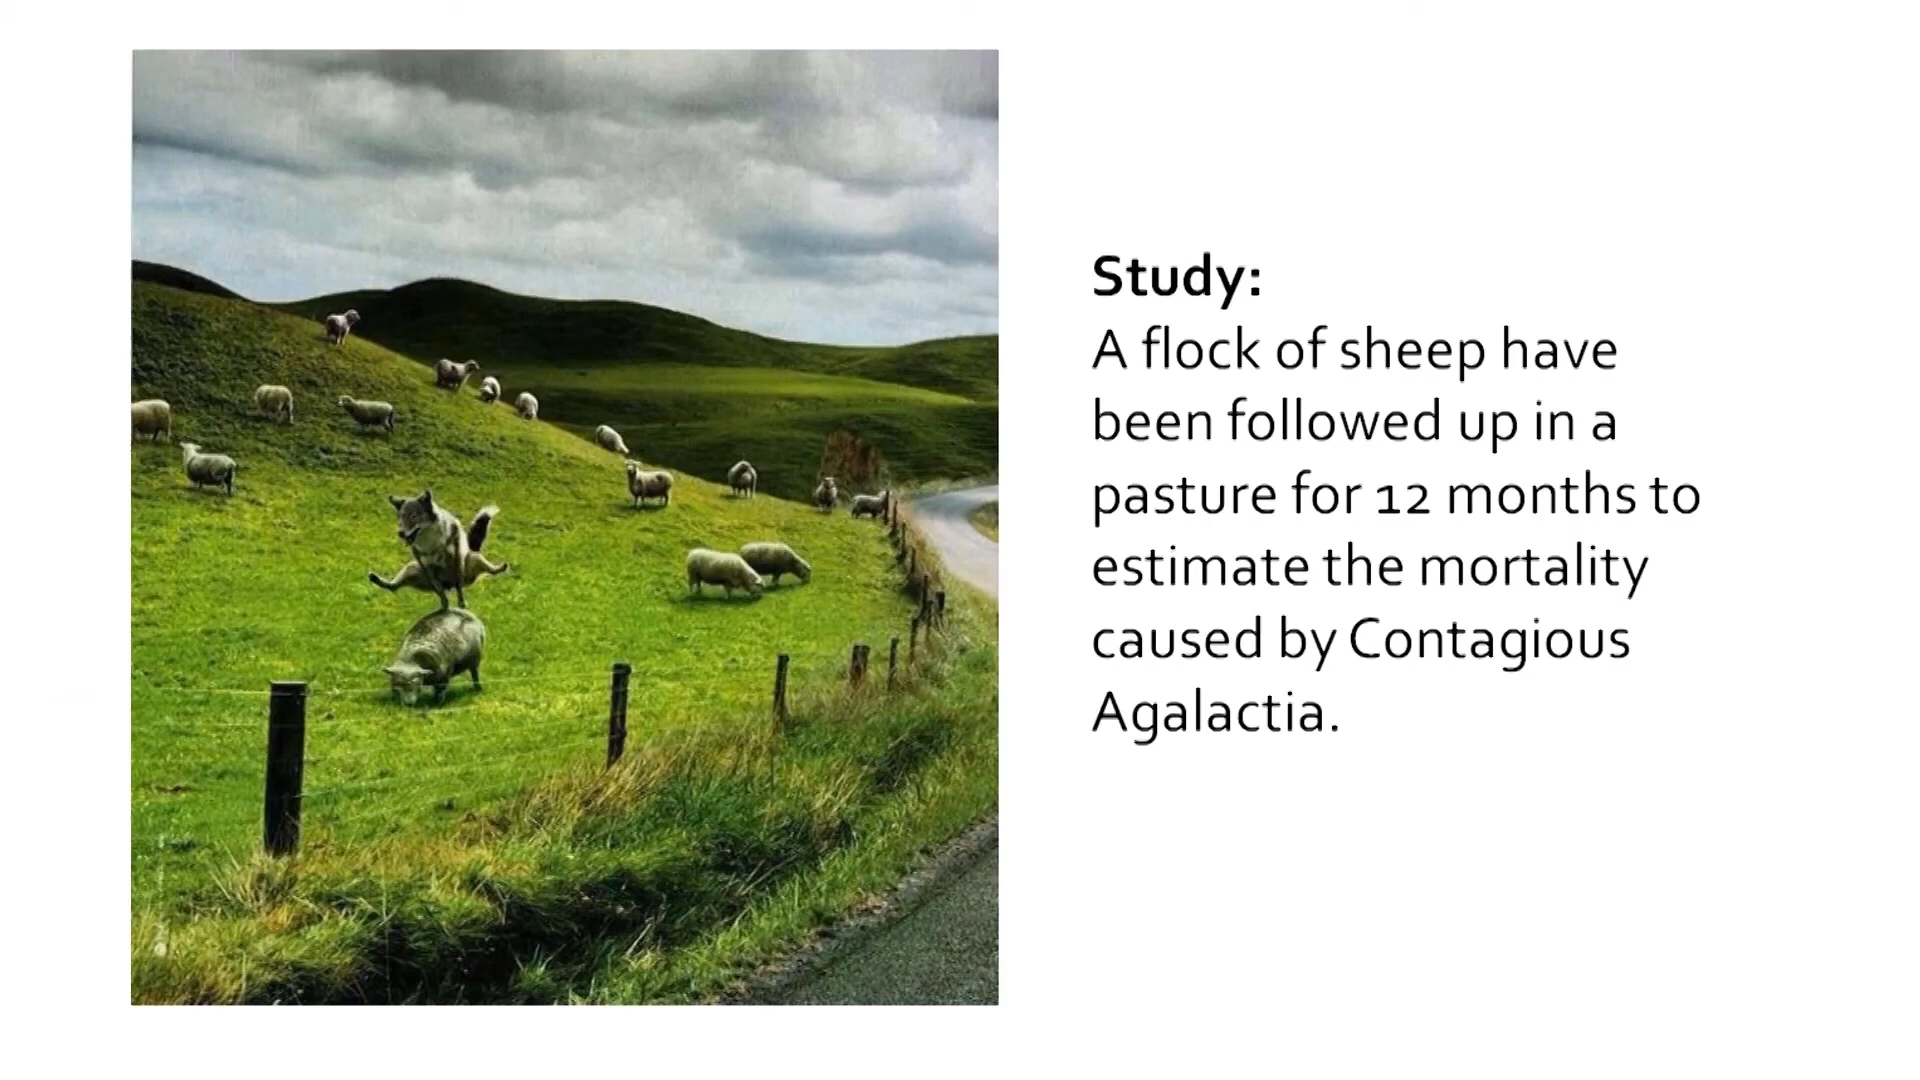 Study:
A flock of sheep have
been followed up in a
pasture for 12 months to
estimate the mortality
caused by Contagious
Agalactia.